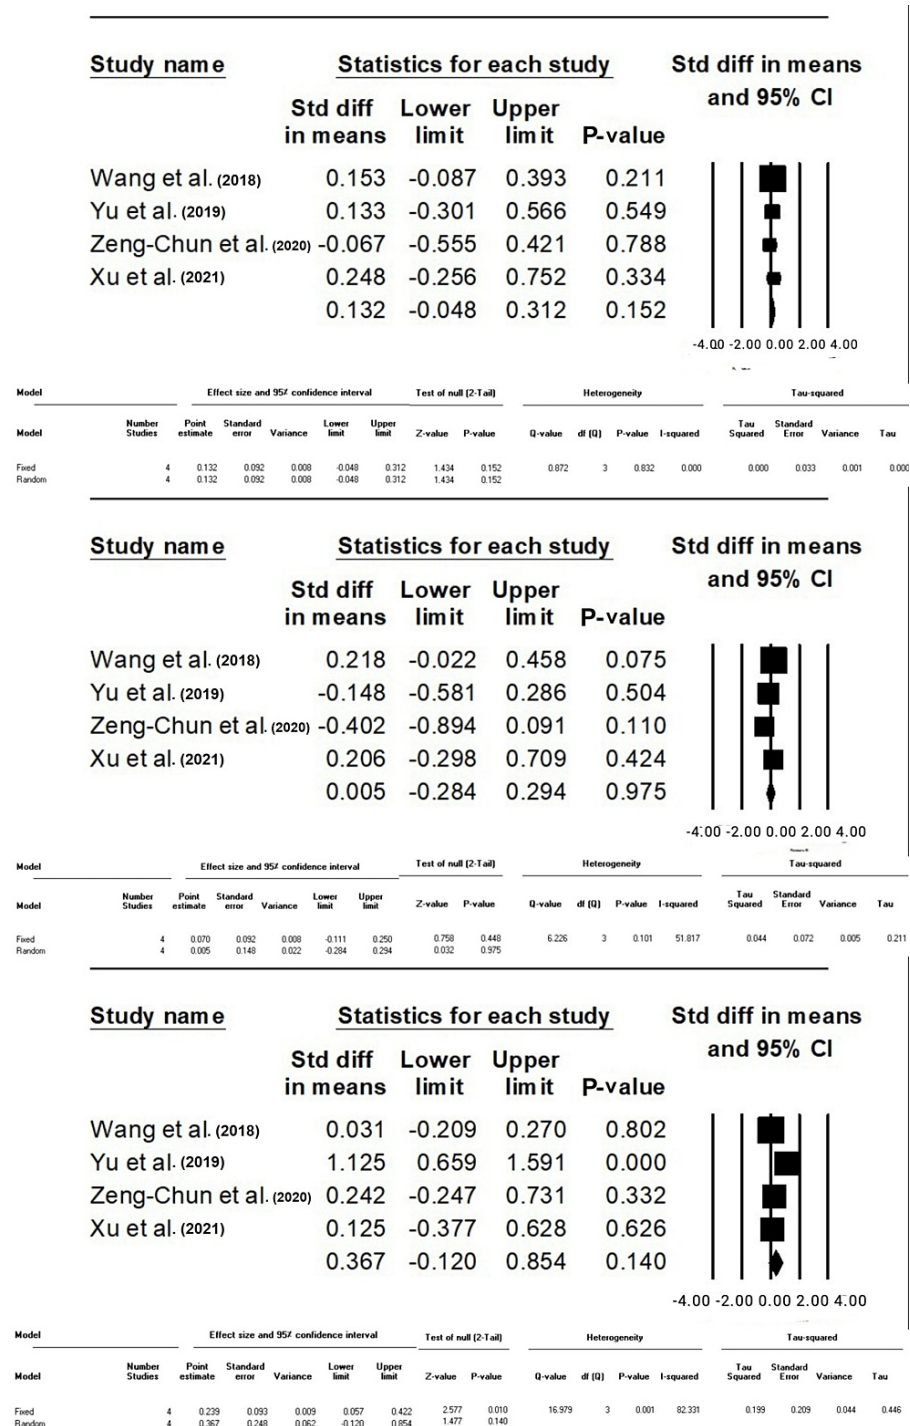 Study name Statistics for each study Std diff in means
and 95% CI
Std diff Lower Upper
in means limit limit P-value
Wang et al. (2018) 0.153 -0.087 0.393 0.211
Yu et al. (2019) 0.133 -0.301 0.566 0.549
Zeng-Chun et al. (2020) -0.067 -0.555 0.421 0.788
Xu et al. (2021) 0.248 -0.256 0.752 0.334
0.132 -0.048 0.312 0.152
-4.00 -2.00 0.00 2.00 4.00
Model Effect size and 95% confidence interval Test of null (2-Tail) Heterogeneity Tau-squared
Number Point Standard Lower Upper Tau Standard
Model Studies estimate error Variance limit limit Z-value P-value Q-value df (Q) P-value I-squared Squared Error Variance Tau
Fixed 4 0.132 0.092 0.008 -0.048 0.312 1.434 0.152 0.872 3 0.832 0.000 0.000 0.033 0.001 0.000
Random 4 0.132 0.092 0.008 -0.048 0.312 1.434 0.152
Study name Statistics for each study Std diff in means
and 95% CI
Std diff Lower Upper
in means limit limit P-value
Wang et al. (2018) 0.218 -0.022 0.458 0.075
Yu et al. (2019) -0.148 -0.581 0.286 0.504
Zeng-Chun et al. (2020) -0.402 -0.894 0.091 0.110
Xu et al. (2021) 0.206 -0.298 0.709 0.424
0.005 -0.284 0.294 0.975
-4.00 -2.00 0.00 2.00 4.00
Model Effect size and 95% confidence interval Test of null (2-Tail) Heterogeneity Tau-squared
Number Point Standard Lower Upper Tau Standard
Model Studies estimate error Variance limit limit Z-value P-value Q-value df (Q) P-value I-squared Squared Error Variance Tau
Fixed 4 0.070 0.092 0.008 -0.111 0.250 0.758 0.448 6.226 3 0.101 51.817 0.044 0.072 0.005 0.211
Random 4 0.005 0.148 0.022 -0.284 0.294 0.032 0.975
Study name Statistics for each study Std diff in means
and 95% CI
Std diff Lower Upper
in means limit limit P-value
Wang et al. (2018) 0.031 -0.209 0.270 0.802
Yu et al. (2019) 1.125 0.659 1.591 0.000
Zeng-Chun et al. (2020) 0.242 -0.247 0.731 0.332
Xu et al. (2021) 0.125 -0.377 0.628 0.626
0.367 -0.120 0.854 0.140
-4.00 -2.00 0.00 2.00 4.00
Model Effect size and 95% confidence interval Test of null (2-Tail) Heterogeneity Tau-squared
Number Point Standard Lower Upper Tau Standard
Model Studies estimate error Variance limit limit Z-value P-value Q-value df (Q) P-value I-squared Squared Error Variance Tau
Fixed 4 0.239 0.093 0.009 0.057 0.422 2.577 0.010 16.979 3 0.001 82.331 0.199 0.209 0.044 0.446
Random 4 0.367 0.248 0.062 -0.120 0.854 1.477 0.140